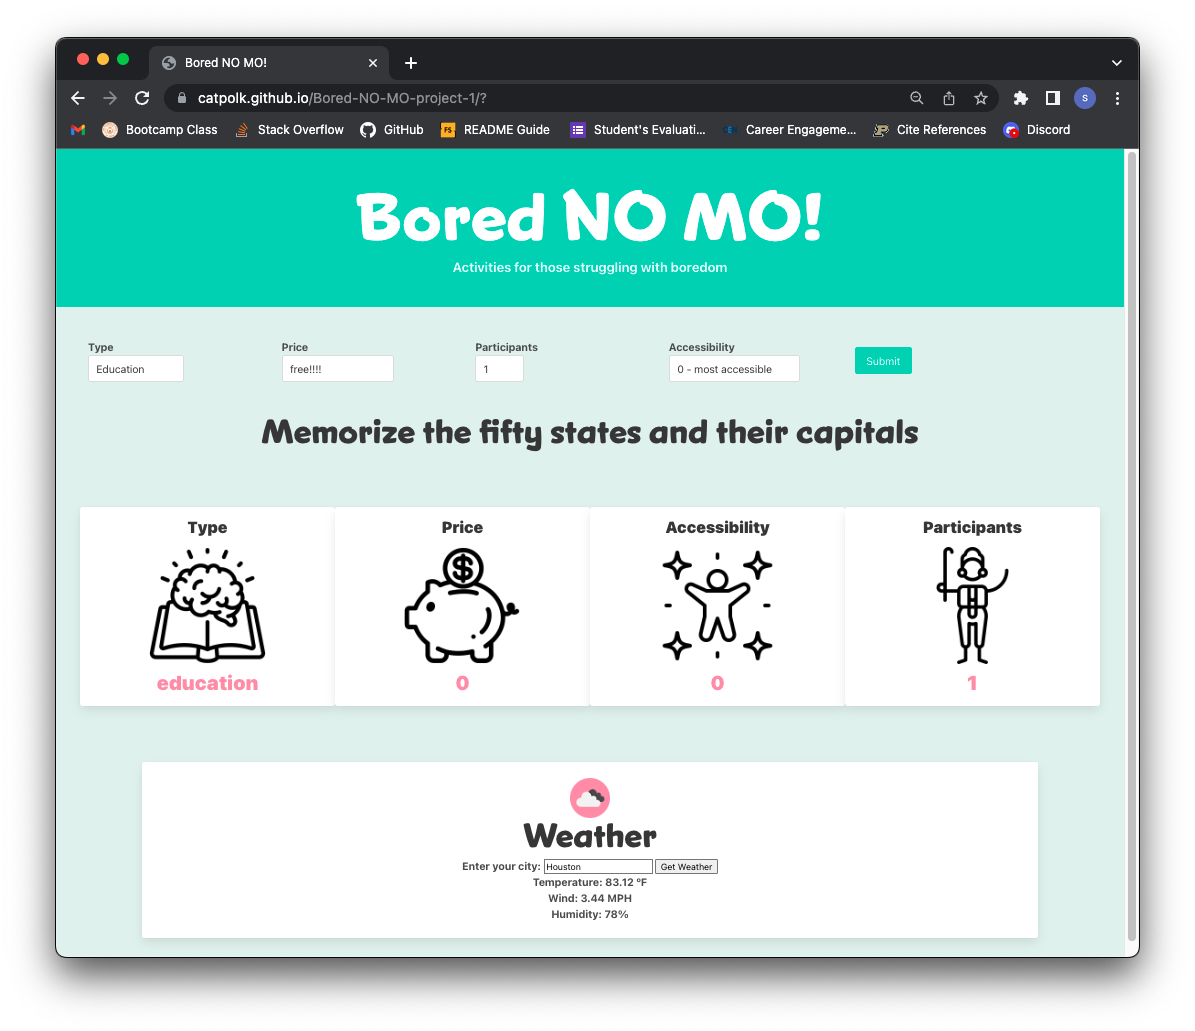 Bored NO MO!
catpolk.github.io/Bored-NO-MO-project-1/?
S
Bootcamp Class
Stack Overflow
GitHub
FS
README Guide
Student's Evaluati...
Career Engageme...
Cite References
Discord
Bored NO MO!
Activities for those struggling with boredom
Type
Price
Participants
Accessibility
Education
free!!!!
1
0 - most accessible
Submit
Memorize the fifty states and their capitals
Type
Price
Accessibility
Participants
$
education
0
0
1
Weather
Enter your city: Houston Get Weather
Temperature: 83.12 °F
Wind: 3.44 MPH
Humidity: 78%